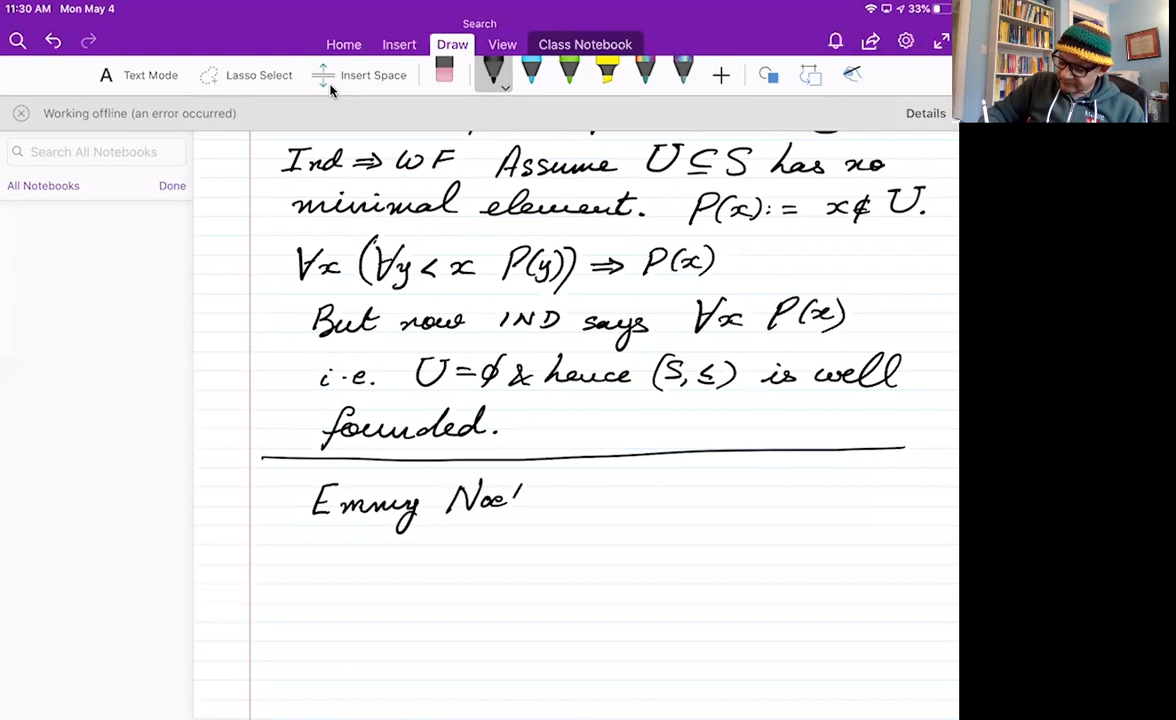 11:30 AM Mon May 4
33%
Search
Home Insert Draw View Class Notebook
A Text Mode Lasso Select Insert Space
Working offline (an error occurred) Details
Search All Notebooks
All Notebooks Done
Ind ⇒ WF Assume U ⊆ S has no
minimal element. P(x) := x ∉ U.
∀x (∀y < x P(y)) ⇒ P(x)
But now IND says ∀x P(x)
i.e. U = ∅ & hence (S, ≤) is well
founded.
Emmy Noe